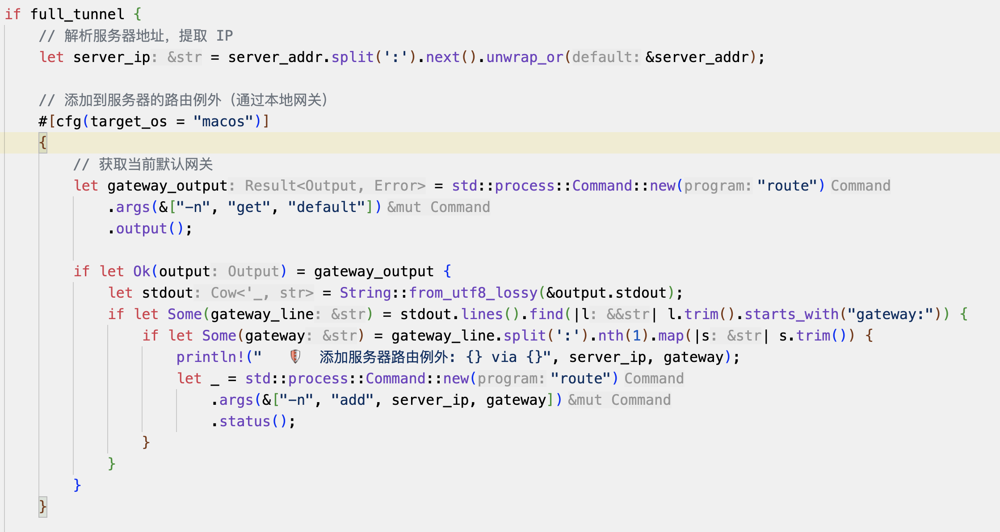 if full_tunnel {
    // 解析服务器地址，提取 IP
    let server_ip: &str = server_addr.split(':').next().unwrap_or(default: &server_addr);

    // 添加到服务器的路由例外（通过本地网关）
    #[cfg(target_os = "macos")]
    {
        // 获取当前默认网关
        let gateway_output: Result<Output, Error> = std::process::Command::new(program: "route") Command
            .args(&["-n", "get", "default"]) &mut Command
            .output();

        if let Ok(output: Output) = gateway_output {
            let stdout: Cow<'_, str> = String::from_utf8_lossy(&output.stdout);
            if let Some(gateway_line: &str) = stdout.lines().find(|l: &&str| l.trim().starts_with("gateway:")) {
                if let Some(gateway: &str) = gateway_line.split(':').nth(1).map(|s: &str| s.trim()) {
                    println!("   🛡️  添加服务器路由例外: {} via {}", server_ip, gateway);
                    let _ = std::process::Command::new(program: "route") Command
                        .args(&["-n", "add", server_ip, gateway]) &mut Command
                        .status();
                }
            }
        }
    }